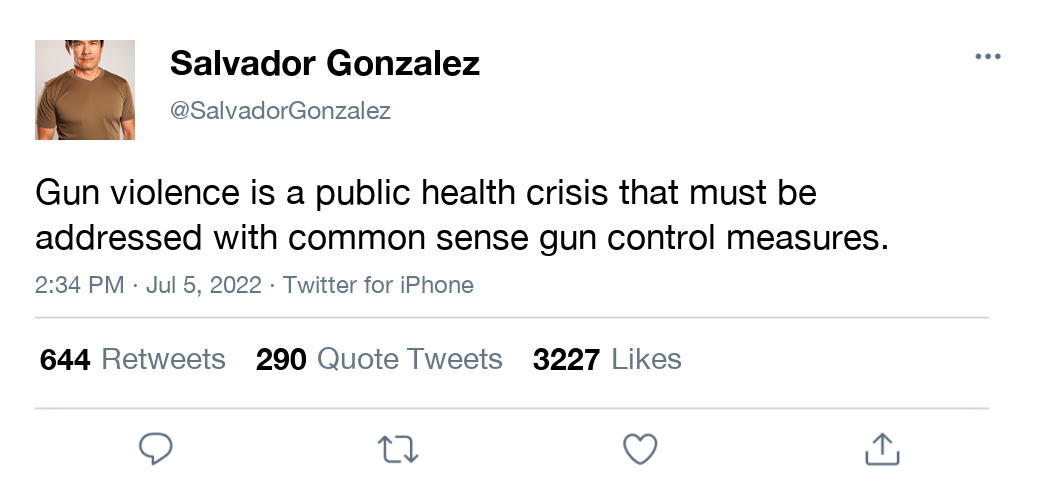 Salvador Gonzalez
@SalvadorGonzalez
Gun violence is a public health crisis that must be
addressed with common sense gun control measures.
2:34 PM · Jul 5, 2022 · Twitter for iPhone
644 Retweets 290 Quote Tweets 3227 Likes